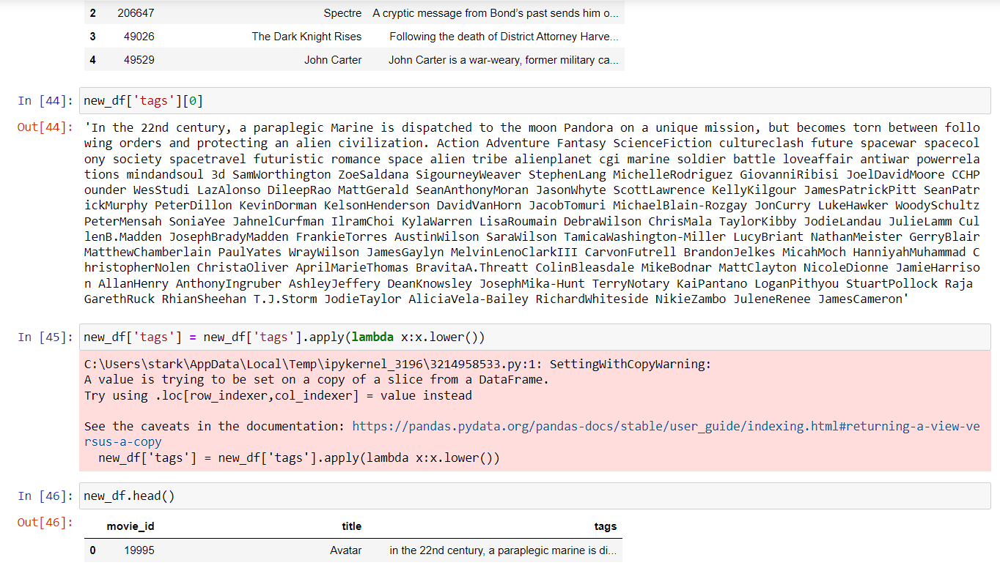 2 206647 Spectre A cryptic message from Bond’s past sends him o...
3 49026 The Dark Knight Rises Following the death of District Attorney Harve...
4 49529 John Carter John Carter is a war-weary, former military ca...
In [44]: new_df['tags'][0]
Out[44]: 'In the 22nd century, a paraplegic Marine is dispatched to the moon Pandora on a unique mission, but becomes torn between follo
wing orders and protecting an alien civilization. Action Adventure Fantasy ScienceFiction cultureclash future spacewar spacecol
ony society spacetravel futuristic romance space alien tribe alienplanet cgi marine soldier battle loveaffair antiwar powerrela
tions mindandsoul 3d SamWorthington ZoeSaldana SigourneyWeaver StephenLang MichelleRodriguez GiovanniRibisi JoelDavidMoore CCHP
ounder WesStudi LazAlonso DileepRao MattGerald SeanAnthonyMoran JasonWhyte ScottLawrence KellyKilgour JamesPatrickPitt SeanPatr
ickMurphy PeterDillon KevinDorman KelsonHenderson DavidVanHorn JacobTomuri MichaelBlain-Rozgay JonCurry LukeHawker WoodySchultz
PeterMensah SoniaYee JahnelCurfman IlramChoi KylaWarren LisaRoumain DebraWilson ChrisMala TaylorKibby JodieLandau JulieLamm Cul
lenB.Madden JosephBradyMadden FrankieTorres AustinWilson SaraWilson TamicaWashington-Miller LucyBriant NathanMeister GerryBlair
MatthewChamberlain PaulYates WrayWilson JamesGaylyn MelvinLenoClarkIII CarvonFutrell BrandonJelkes MicahMoch HanniyahMuhammad C
hristopherNolen ChristaOliver AprilMarieThomas BravitaA.Threatt ColinBleasdale MikeBodnar MattClayton NicoleDionne JamieHarriso
n AllanHenry AnthonyIngruber AshleyJeffery DeanKnowsley JosephMika-Hunt TerryNotary KaiPantano LoganPithyou StuartPollock Raja
GarethRuck RhianSheehan T.J.Storm JodieTaylor AliciaVela-Bailey RichardWhiteside NikieZambo JuleneRenee JamesCameron'
In [45]: new_df['tags'] = new_df['tags'].apply(lambda x:x.lower())
C:\Users\stark\AppData\Local\Temp\ipykernel_3196\3214958533.py:1: SettingWithCopyWarning:
A value is trying to be set on a copy of a slice from a DataFrame.
Try using .loc[row_indexer,col_indexer] = value instead
See the caveats in the documentation: https://pandas.pydata.org/pandas-docs/stable/user_guide/indexing.html#returning-a-view-ve
rsus-a-copy
new_df['tags'] = new_df['tags'].apply(lambda x:x.lower())
In [46]: new_df.head()
Out[46]:
movie_id title tags
0 19995 Avatar in the 22nd century, a paraplegic marine is di...